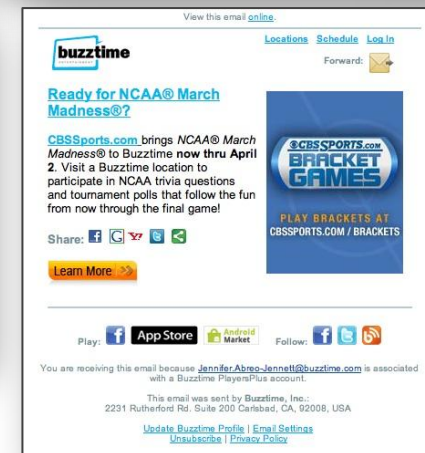 View this email online.
buzztime
ENTERTAINMENT
Locations Schedule Log In
Forward:
Ready for NCAA® March
Madness®?
CBSSports.com brings NCAA® March
Madness® to Buzztime now thru April
2. Visit a Buzztime location to
participate in NCAA trivia questions
and tournament polls that follow the fun
from now through the final game!
Share:
Learn More
CBSSPORTS.COM
BRACKET
GAMES
PLAY BRACKETS AT
CBSSPORTS.COM / BRACKETS
Play: App Store Android Market Follow:
You are receiving this email because Jennifer.Abreo-Jennett@buzztime.com is associated
with a Buzztime PlayersPlus account.
This email was sent by Buzztime, Inc.:
2231 Rutherford Rd. Suite 200 Carlsbad, CA, 92008, USA
Update Buzztime Profile | Email Settings
Unsubscribe | Privacy Policy